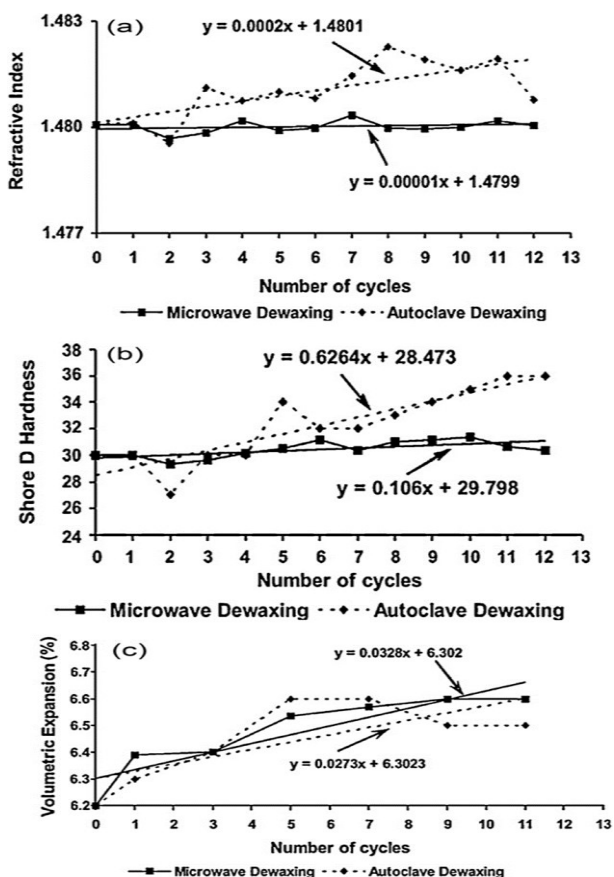 (a)
1.483
1.480
1.477
Refractive Index
y = 0.0002x + 1.4801
y = 0.00001x + 1.4799
0 1 2 3 4 5 6 7 8 9 10 11 12 13
Number of cycles
Microwave Dewaxing Autoclave Dewaxing
(b)
38
36
34
32
30
28
26
24
Shore D Hardness
y = 0.6264x + 28.473
y = 0.106x + 29.798
0 1 2 3 4 5 6 7 8 9 10 11 12 13
Number of cycles
Microwave Dewaxing Autoclave Dewaxing
(c)
6.8
6.7
6.6
6.5
6.4
6.3
6.2
Volumetric Expansion (%)
y = 0.0328x + 6.302
y = 0.0273x + 6.3023
0 1 2 3 4 5 6 7 8 9 10 11 12 13
Number of cycles
Microwave Dewaxing Autoclave Dewaxing